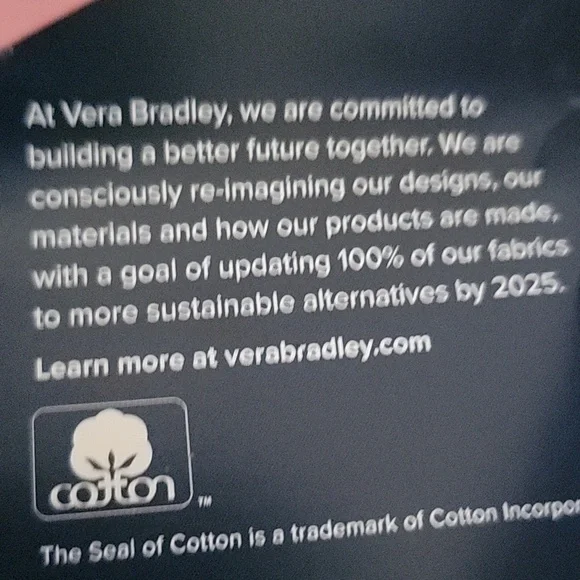 At Vera Bradley, we are committed to
building a better future together. We are
consciously re-imagining our designs, our
materials and how our products are made,
with a goal of updating 100% of our fabrics
to more sustainable alternatives by 2025.
Learn more at verabradley.com
cotton TM
The Seal of Cotton is a trademark of Cotton Incorpor